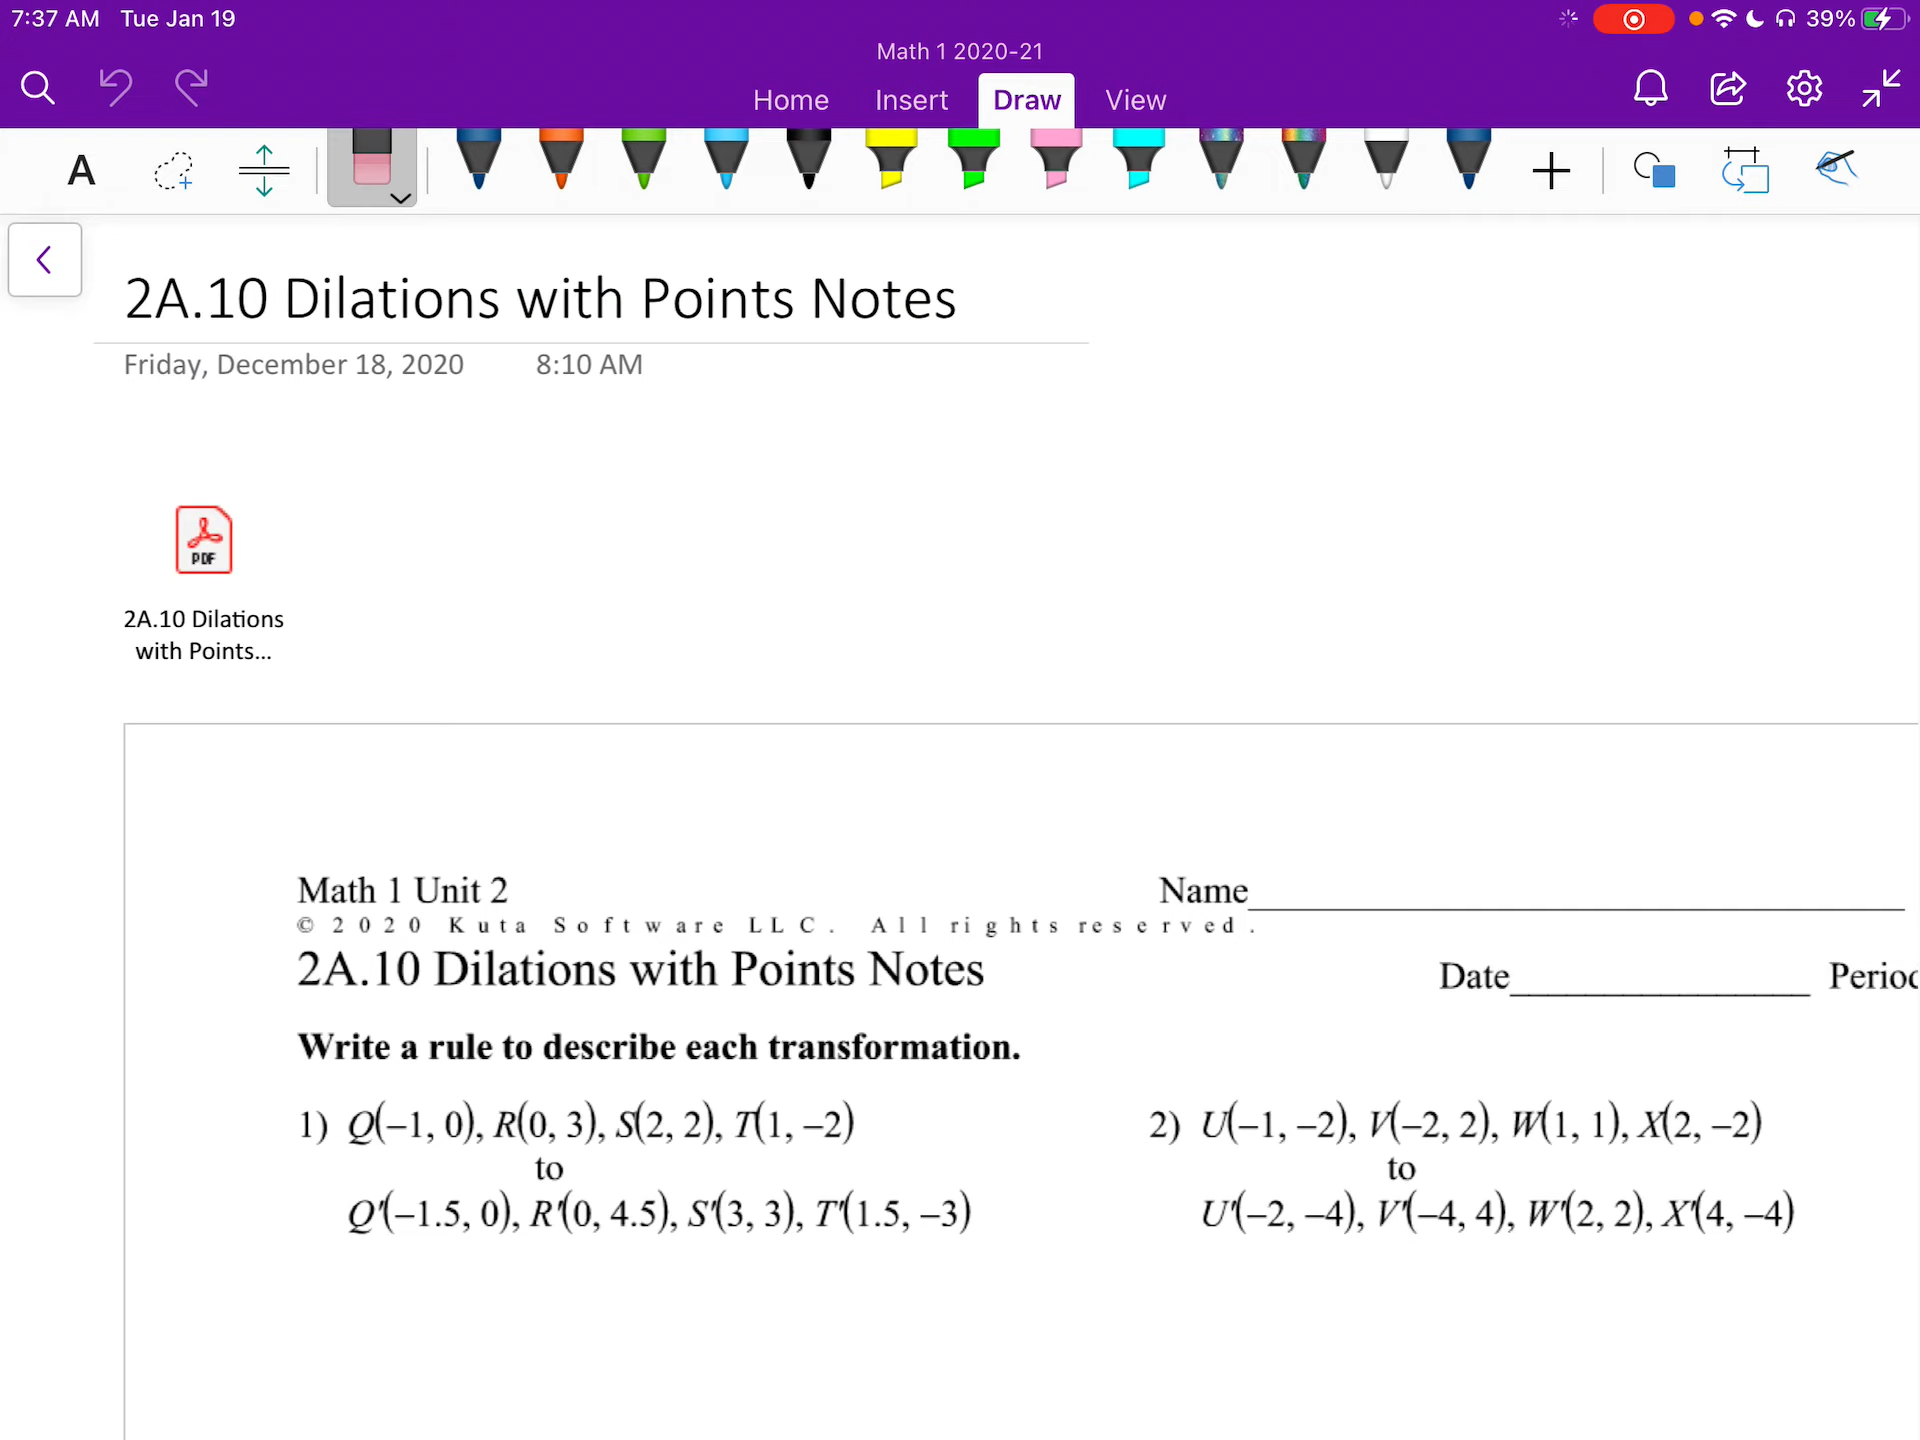 7:37 AM Tue Jan 19
39%
Math 1 2020-21
Home Insert Draw View
A
2A.10 Dilations with Points Notes
Friday, December 18, 2020 8:10 AM
PDF
2A.10 Dilations
with Points...
Math 1 Unit 2 Name
© 2020 Kuta Software LLC. All rights reserved.
2A.10 Dilations with Points Notes Date Perioc
Write a rule to describe each transformation.
1) Q(−1, 0), R(0, 3), S(2, 2), T(1, −2)
to
Q'(−1.5, 0), R'(0, 4.5), S'(3, 3), T'(1.5, −3)
2) U(−1, −2), V(−2, 2), W(1, 1), X(2, −2)
to
U'(−2, −4), V'(−4, 4), W'(2, 2), X'(4, −4)